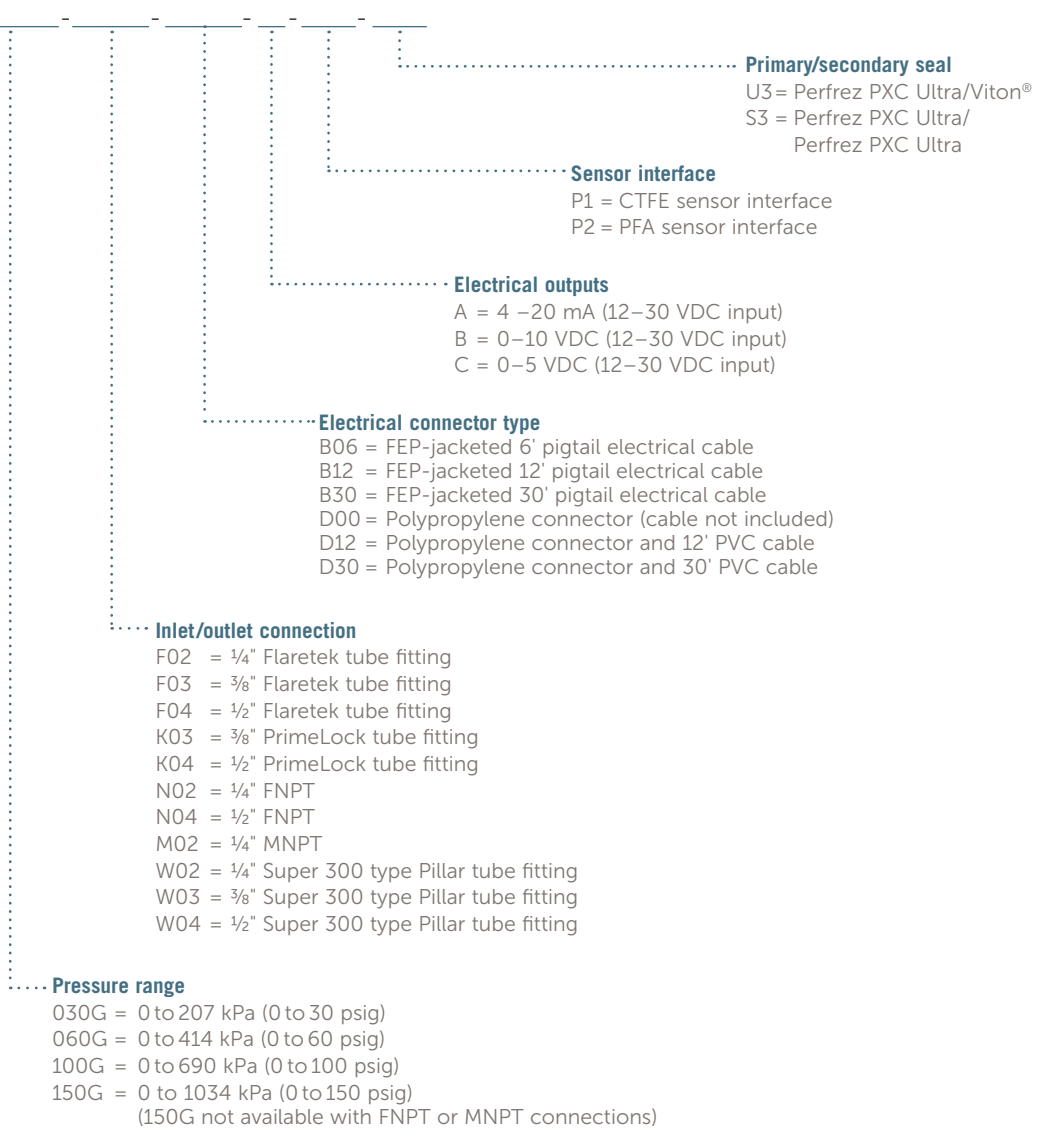 - - - - -
Primary/secondary seal
U3= Perfrez PXC Ultra/Viton®
S3 = Perfrez PXC Ultra/
Perfrez PXC Ultra
Sensor interface
P1 = CTFE sensor interface
P2 = PFA sensor interface
Electrical outputs
A = 4 –20 mA (12–30 VDC input)
B = 0–10 VDC (12–30 VDC input)
C = 0–5 VDC (12–30 VDC input)
Electrical connector type
B06 = FEP-jacketed 6' pigtail electrical cable
B12 = FEP-jacketed 12' pigtail electrical cable
B30 = FEP-jacketed 30' pigtail electrical cable
D00 = Polypropylene connector (cable not included)
D12 = Polypropylene connector and 12' PVC cable
D30 = Polypropylene connector and 30' PVC cable
Inlet/outlet connection
F02 = ¼" Flaretek tube fitting
F03 = ⅜" Flaretek tube fitting
F04 = ½" Flaretek tube fitting
K03 = ⅜" PrimeLock tube fitting
K04 = ½" PrimeLock tube fitting
N02 = ¼" FNPT
N04 = ½" FNPT
M02 = ¼" MNPT
W02 = ¼" Super 300 type Pillar tube fitting
W03 = ⅜" Super 300 type Pillar tube fitting
W04 = ½" Super 300 type Pillar tube fitting
Pressure range
030G = 0 to 207 kPa (0 to 30 psig)
060G = 0 to 414 kPa (0 to 60 psig)
100G = 0 to 690 kPa (0 to 100 psig)
150G = 0 to 1034 kPa (0 to 150 psig)
(150G not available with FNPT or MNPT connections)